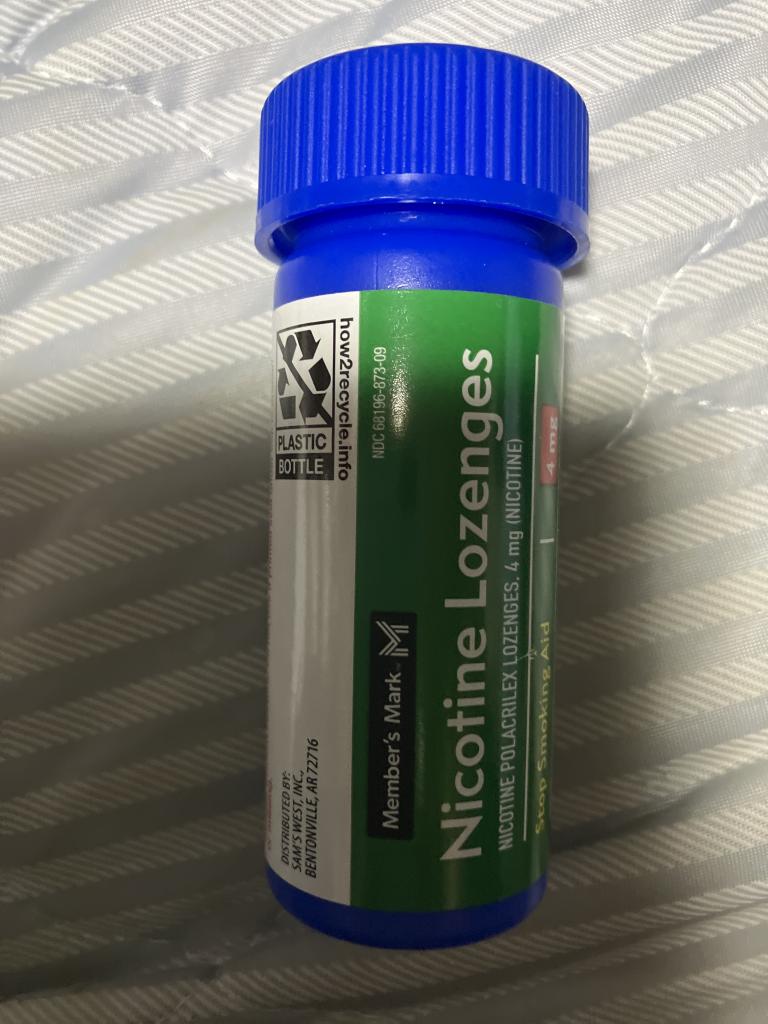 how2recycle.info
PLASTIC
BOTTLE
DISTRIBUTED BY:
SAM'S WEST, INC.,
BENTONVILLE, AR 72716
NDC 68196-873-09
Member's Mark™ M
Nicotine Lozenges
NICOTINE POLACRILEX LOZENGES, 4 mg (NICOTINE)
Stop Smoking Aid | 4 mg